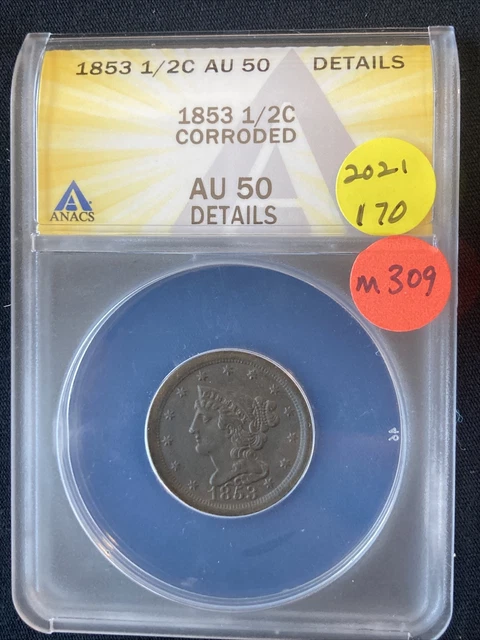 1853 1/2C AU 50 DETAILS
1853 1/2C
CORRODED
AU 50
DETAILS
ANACS
2021
170
m309
1853